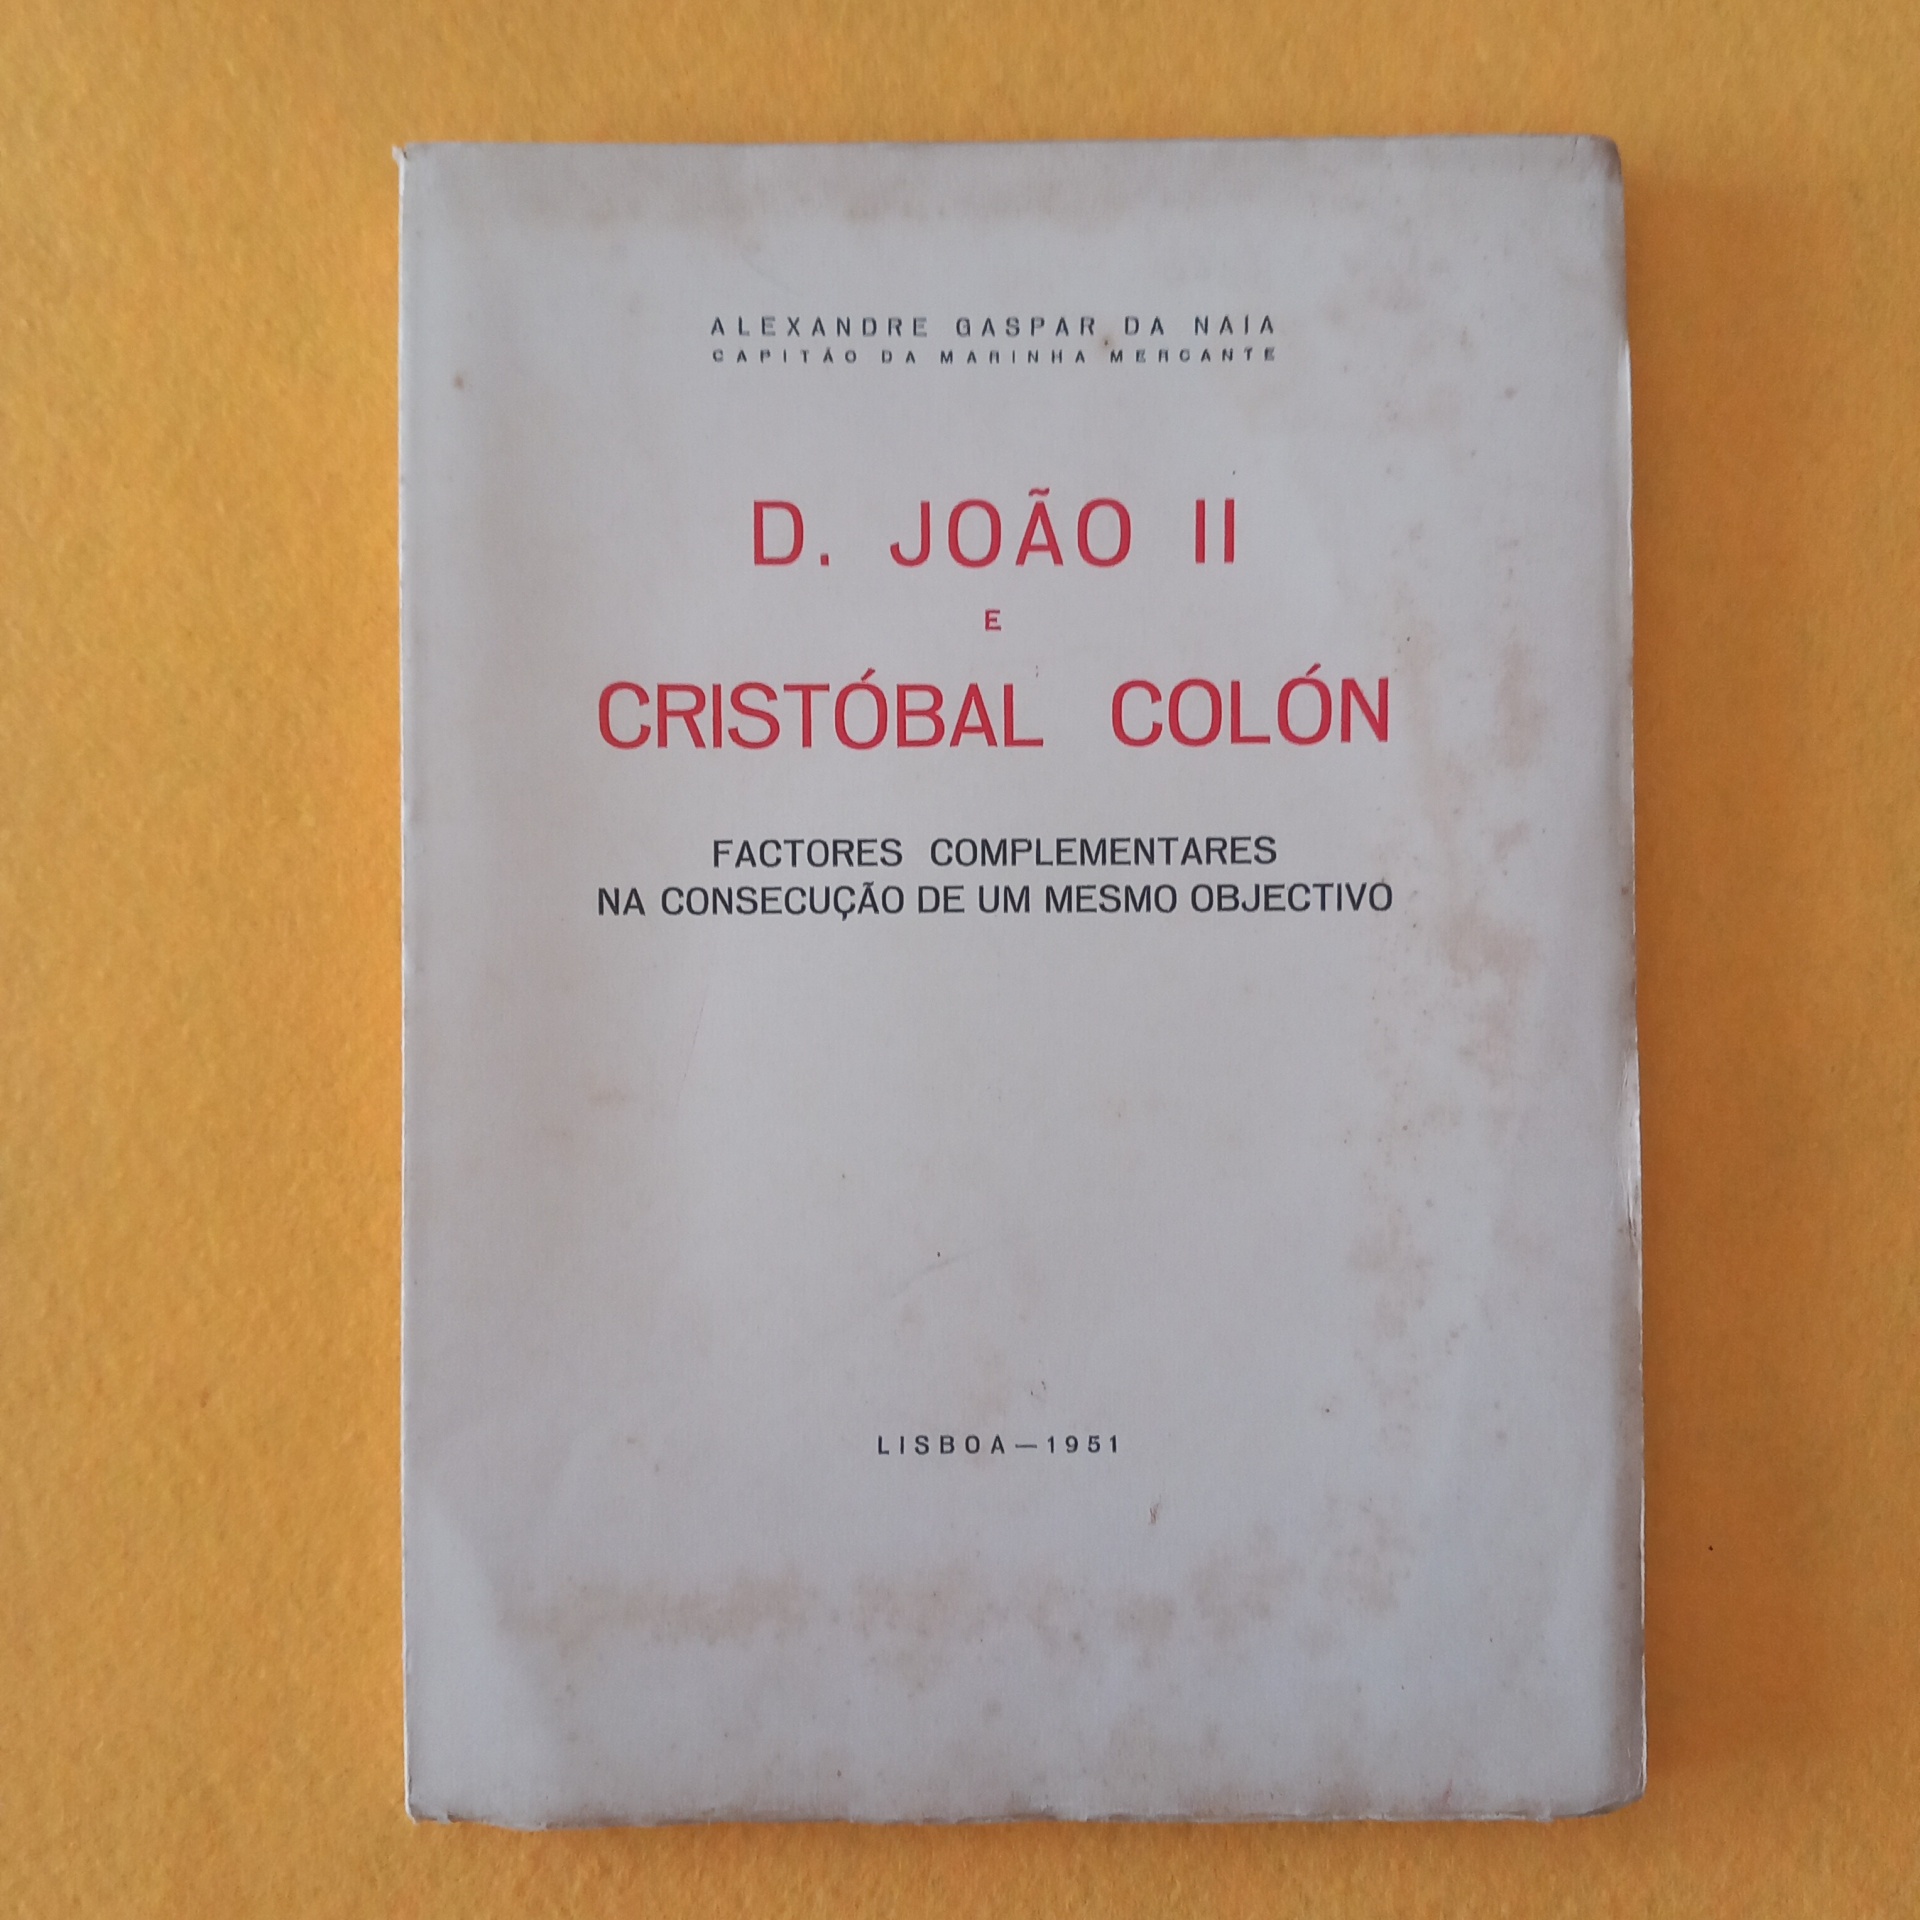 ALEXANDRE GASPAR DA NAIA
CAPITÃO DA MARINHA MERCANTE
D. JOÃO II
E
CRISTÓBAL COLÓN
FACTORES COMPLEMENTARES
NA CONSECUÇÃO DE UM MESMO OBJECTIVO
LISBOA—1951